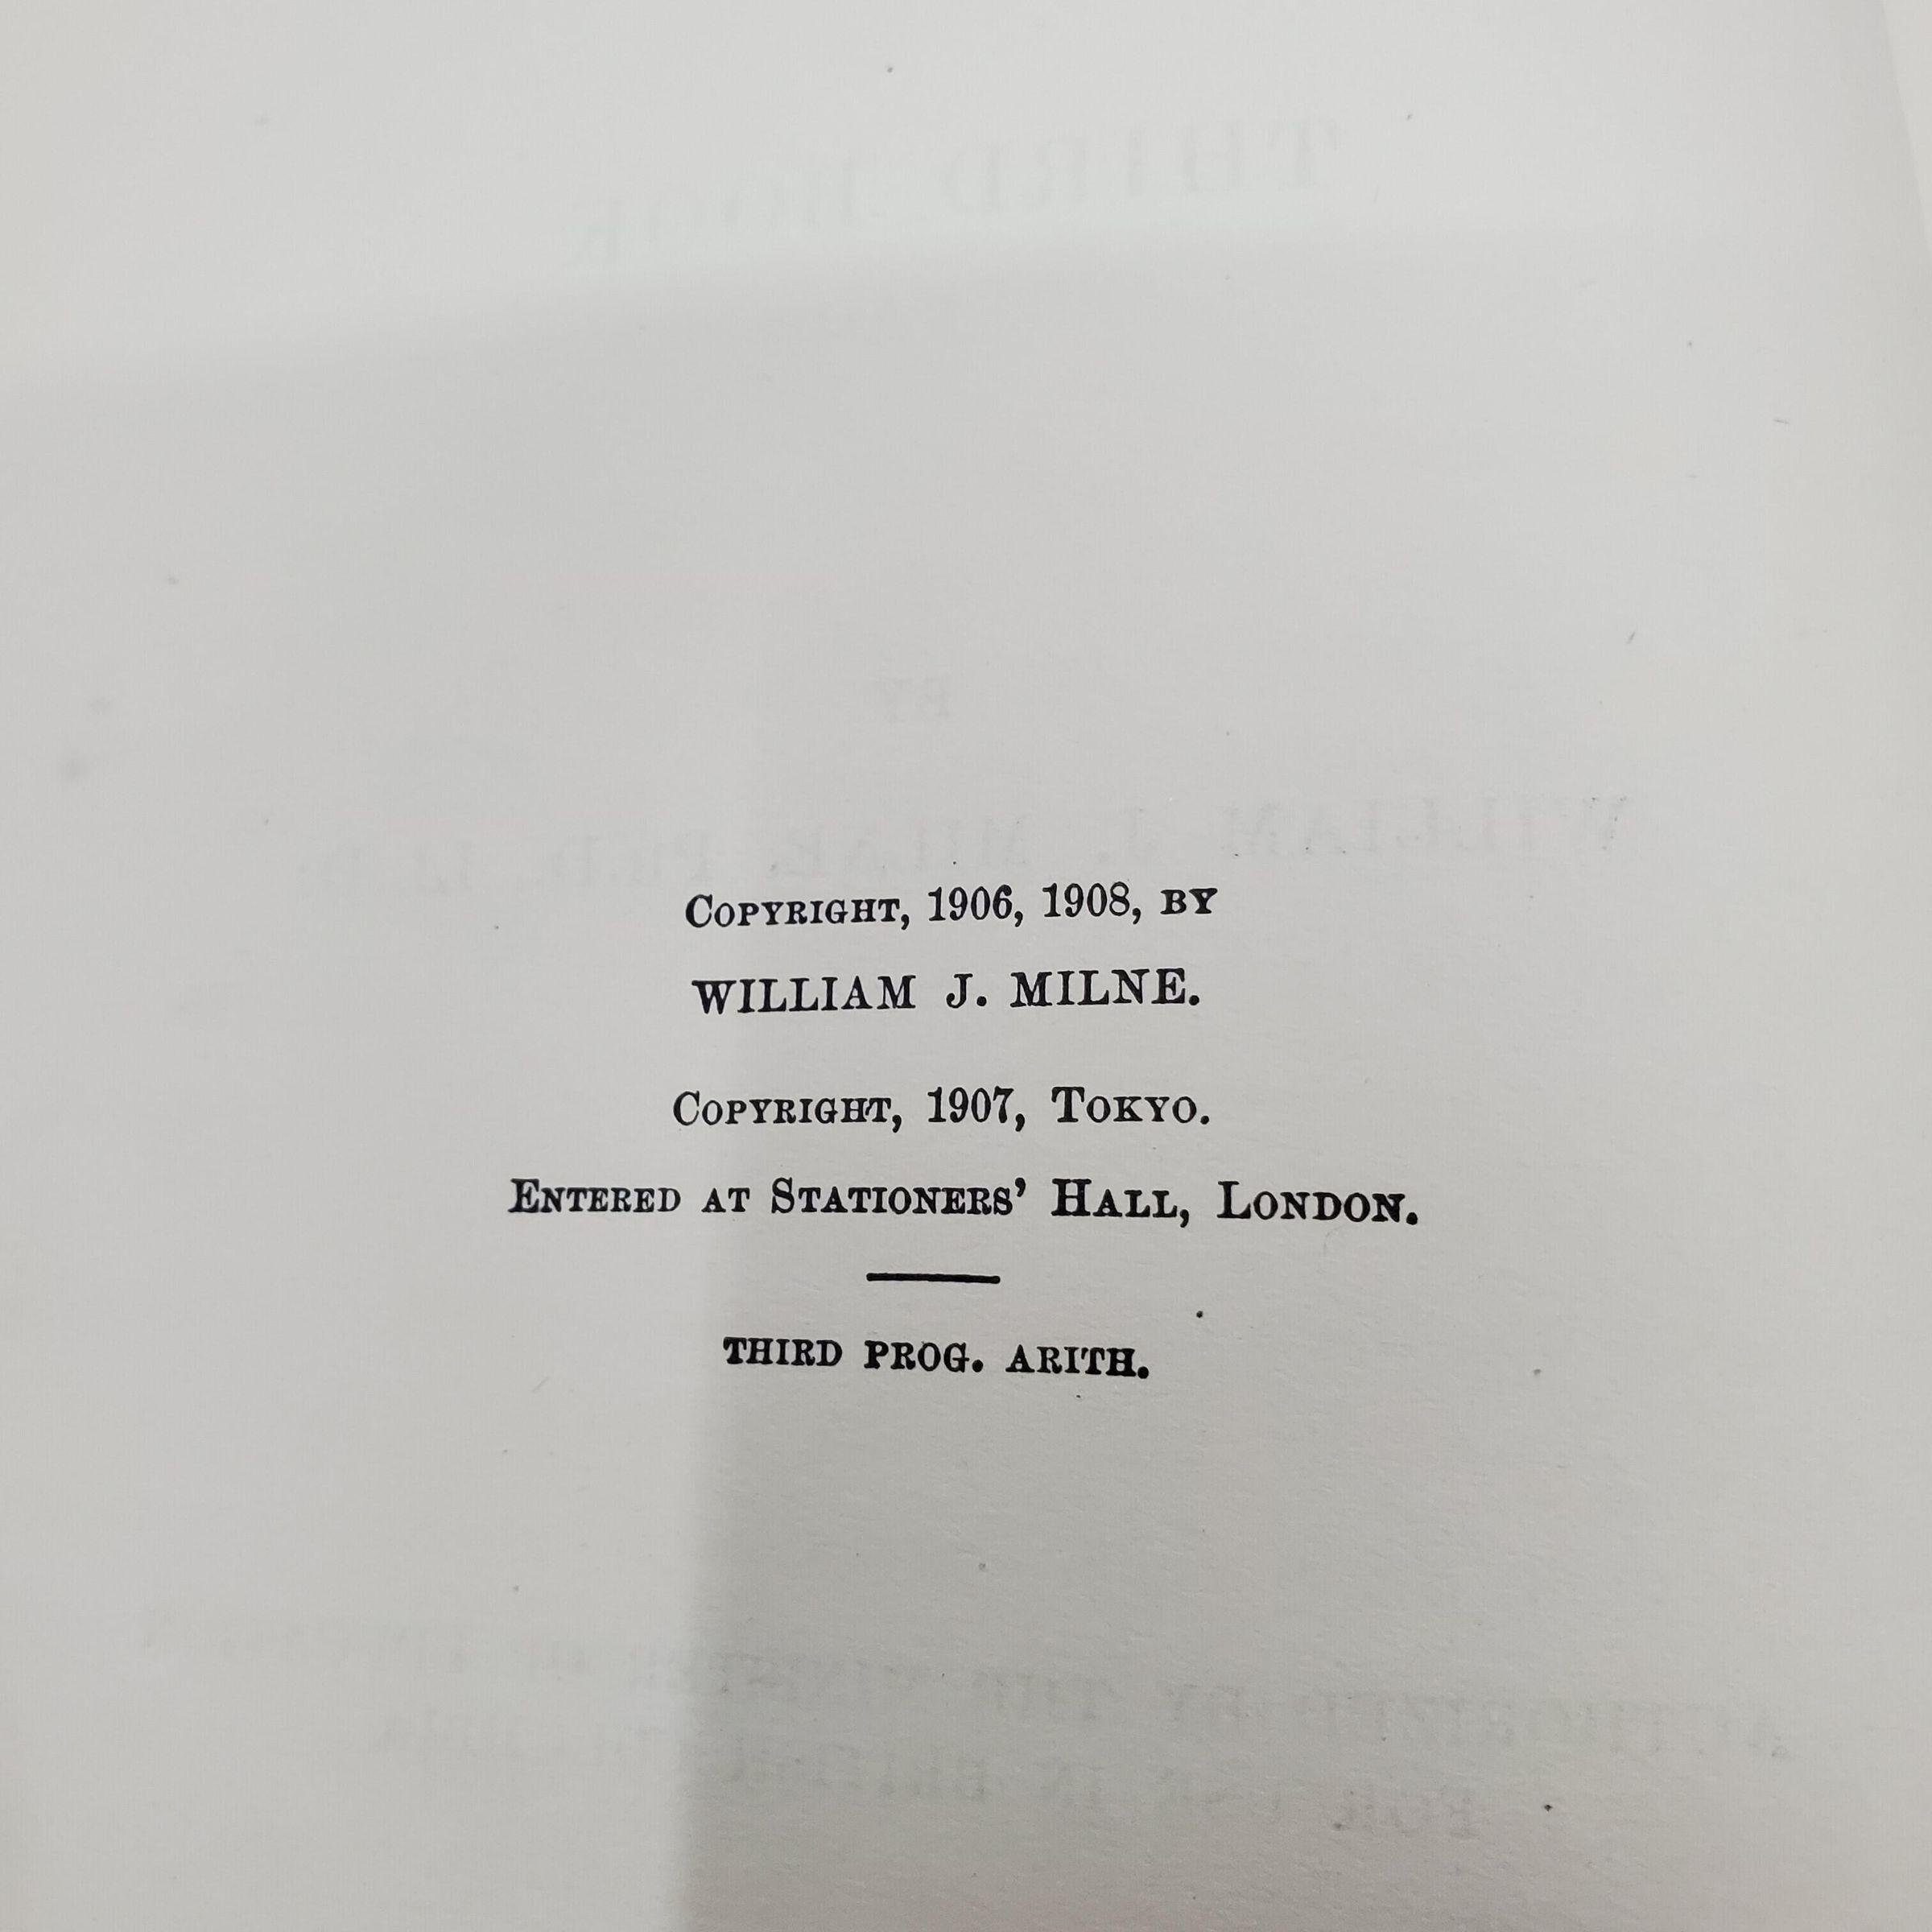 COPYRIGHT, 1906, 1908, BY
WILLIAM J. MILNE.
COPYRIGHT, 1907, TOKYO.
ENTERED AT STATIONERS' HALL, LONDON.
THIRD PROG. ARITH.